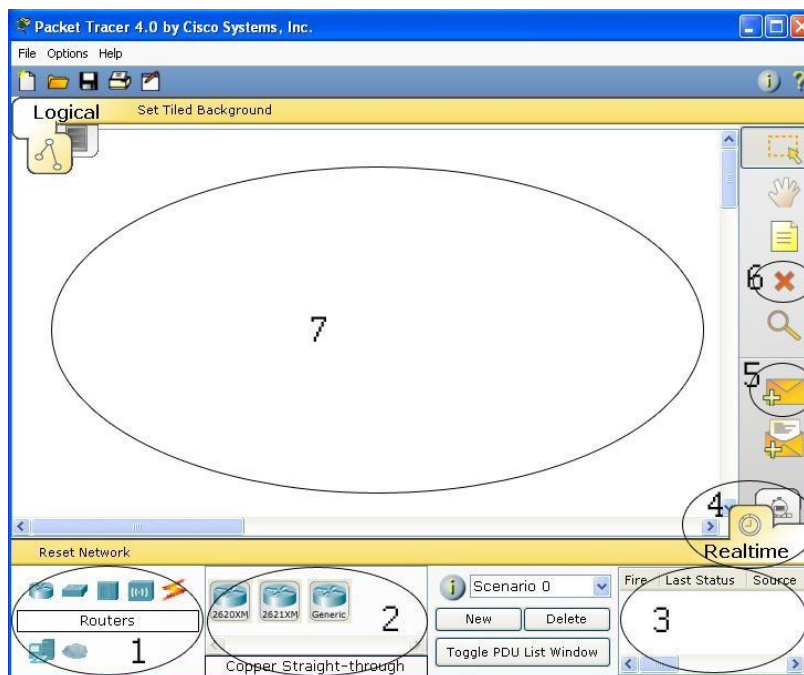 Packet Tracer 4.0 by Cisco Systems, Inc.
File Options Help
Logical Set Tiled Background
7
6
5
4
Realtime
Reset Network
Routers
1
2620XM 2621XM Generic
2
Copper Straight-through
Scenario 0
New Delete
Toggle PDU List Window
Fire Last Status Source
3